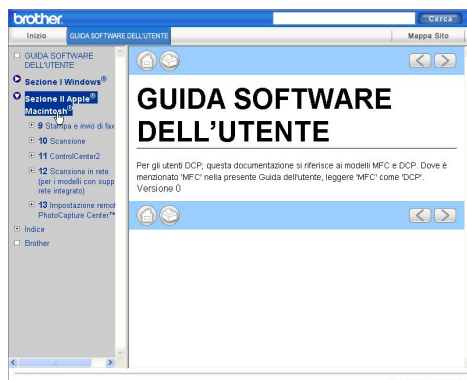 brother.
Cerca
Inizio
GUIDA SOFTWARE DELL'UTENTE
Mappa Sito
GUIDA SOFTWARE
DELL'UTENTE
Sezione I Windows®
Sezione II Apple®
Macintosh®
9 Stampa e invio di fax
10 Scansione
11 ControlCenter2
12 Scansione in rete
(per i modelli con supp
rete integrato)
13 Impostazione remot
PhotoCapture Center™
Indice
Brother
GUIDA SOFTWARE
DELL’UTENTE
Per gli utenti DCP; questa documentazione si riferisce ai modelli MFC e DCP. Dove è
menzionato 'MFC' nella presente Guida dell'utente, leggere 'MFC' come 'DCP'.
Versione 0